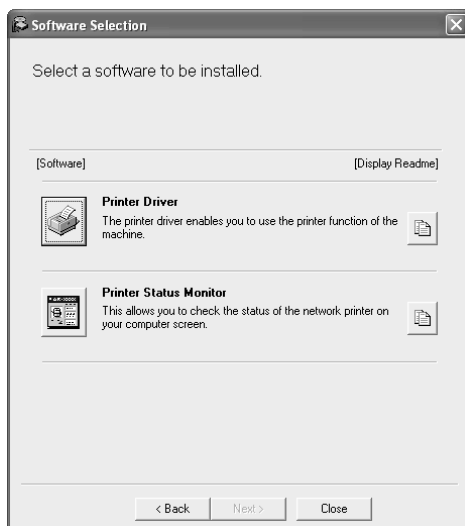 Software Selection
Select a software to be installed.
[Software] [Display Readme]
Printer Driver
The printer driver enables you to use the printer function of the
machine.
Printer Status Monitor
This allows you to check the status of the network printer on
your computer screen.
< Back Next > Close